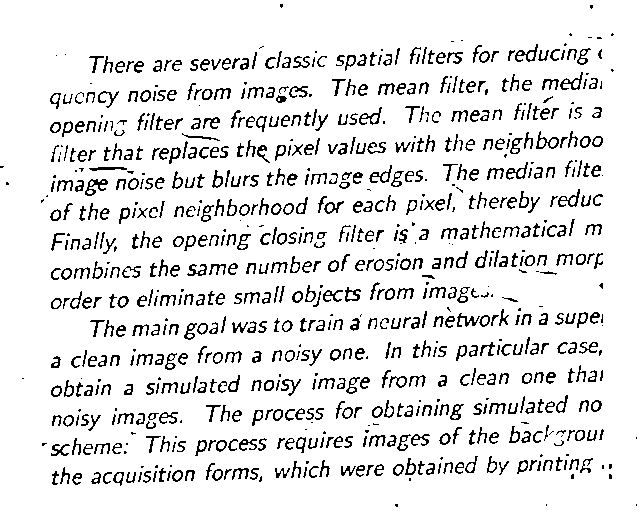 There are several classic spatial filters for reducing
quency noise from images. The mean filter, the media
opening filter are frequently used. The mean filter is a
filter that replaces the pixel values with the neighborhoo
image noise but blurs the image edges. The median filte
of the pixel neighborhood for each pixel, thereby reduc
Finally, the opening closing filter is a mathematical m
combines the same number of erosion and dilation morp
order to eliminate small objects from images.
The main goal was to train a neural network in a super
a clean image from a noisy one. In this particular case,
obtain a simulated noisy image from a clean one that
noisy images. The process for obtaining simulated no
scheme: This process requires images of the backgroun
the acquisition forms, which were obtained by printing